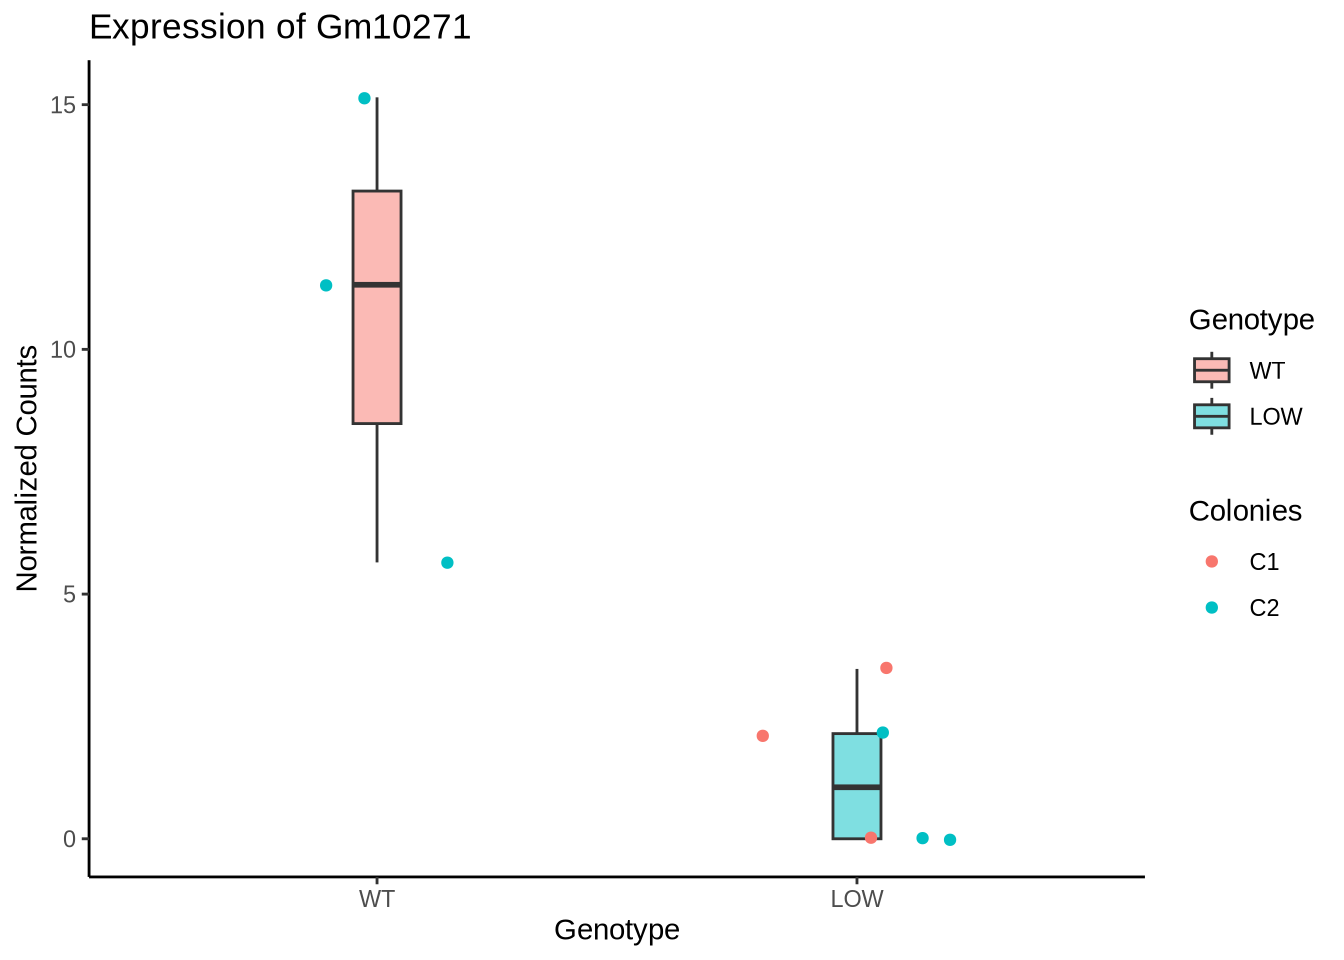 Expression of Gm10271
15
10
5
0
Normalized Counts
WT
LOW
Genotype
Genotype
WT
LOW
Colonies
C1
C2